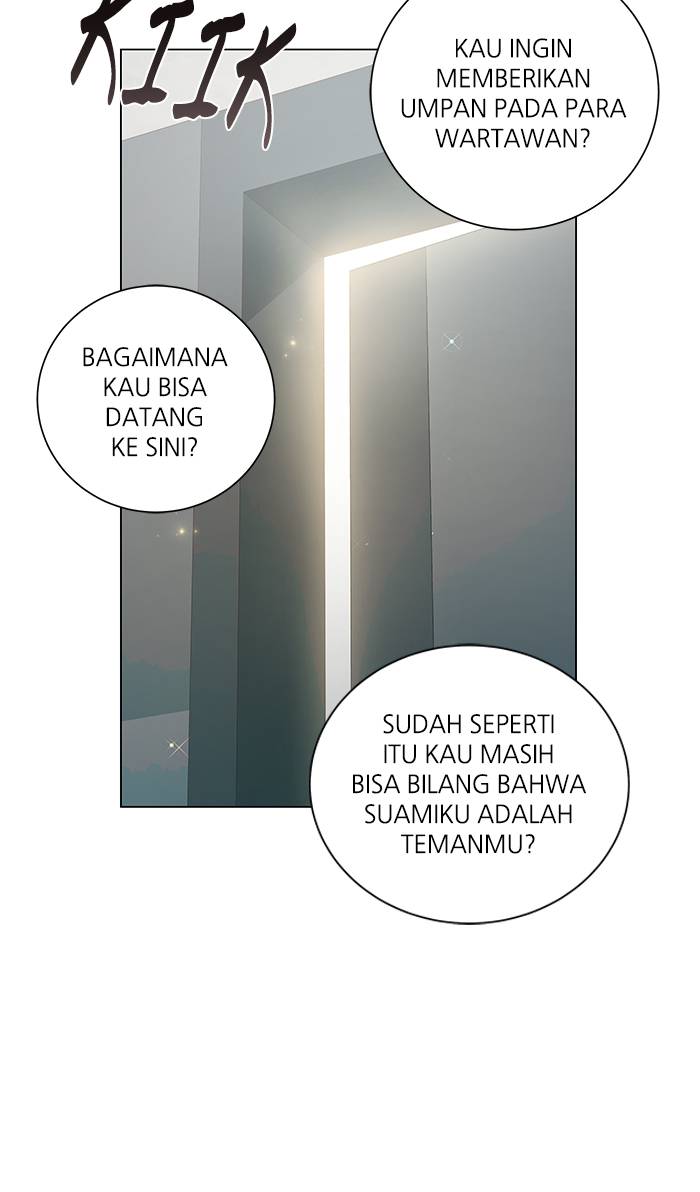 KIIK
KAU INGIN
MEMBERIKAN
UMPAN PADA PARA
WARTAWAN?
BAGAIMANA
KAU BISA
DATANG
KE SINI?
SUDAH SEPERTI
ITU KAU MASIH
BISA BILANG BAHWA
SUAMIKU ADALAH
TEMANMU?